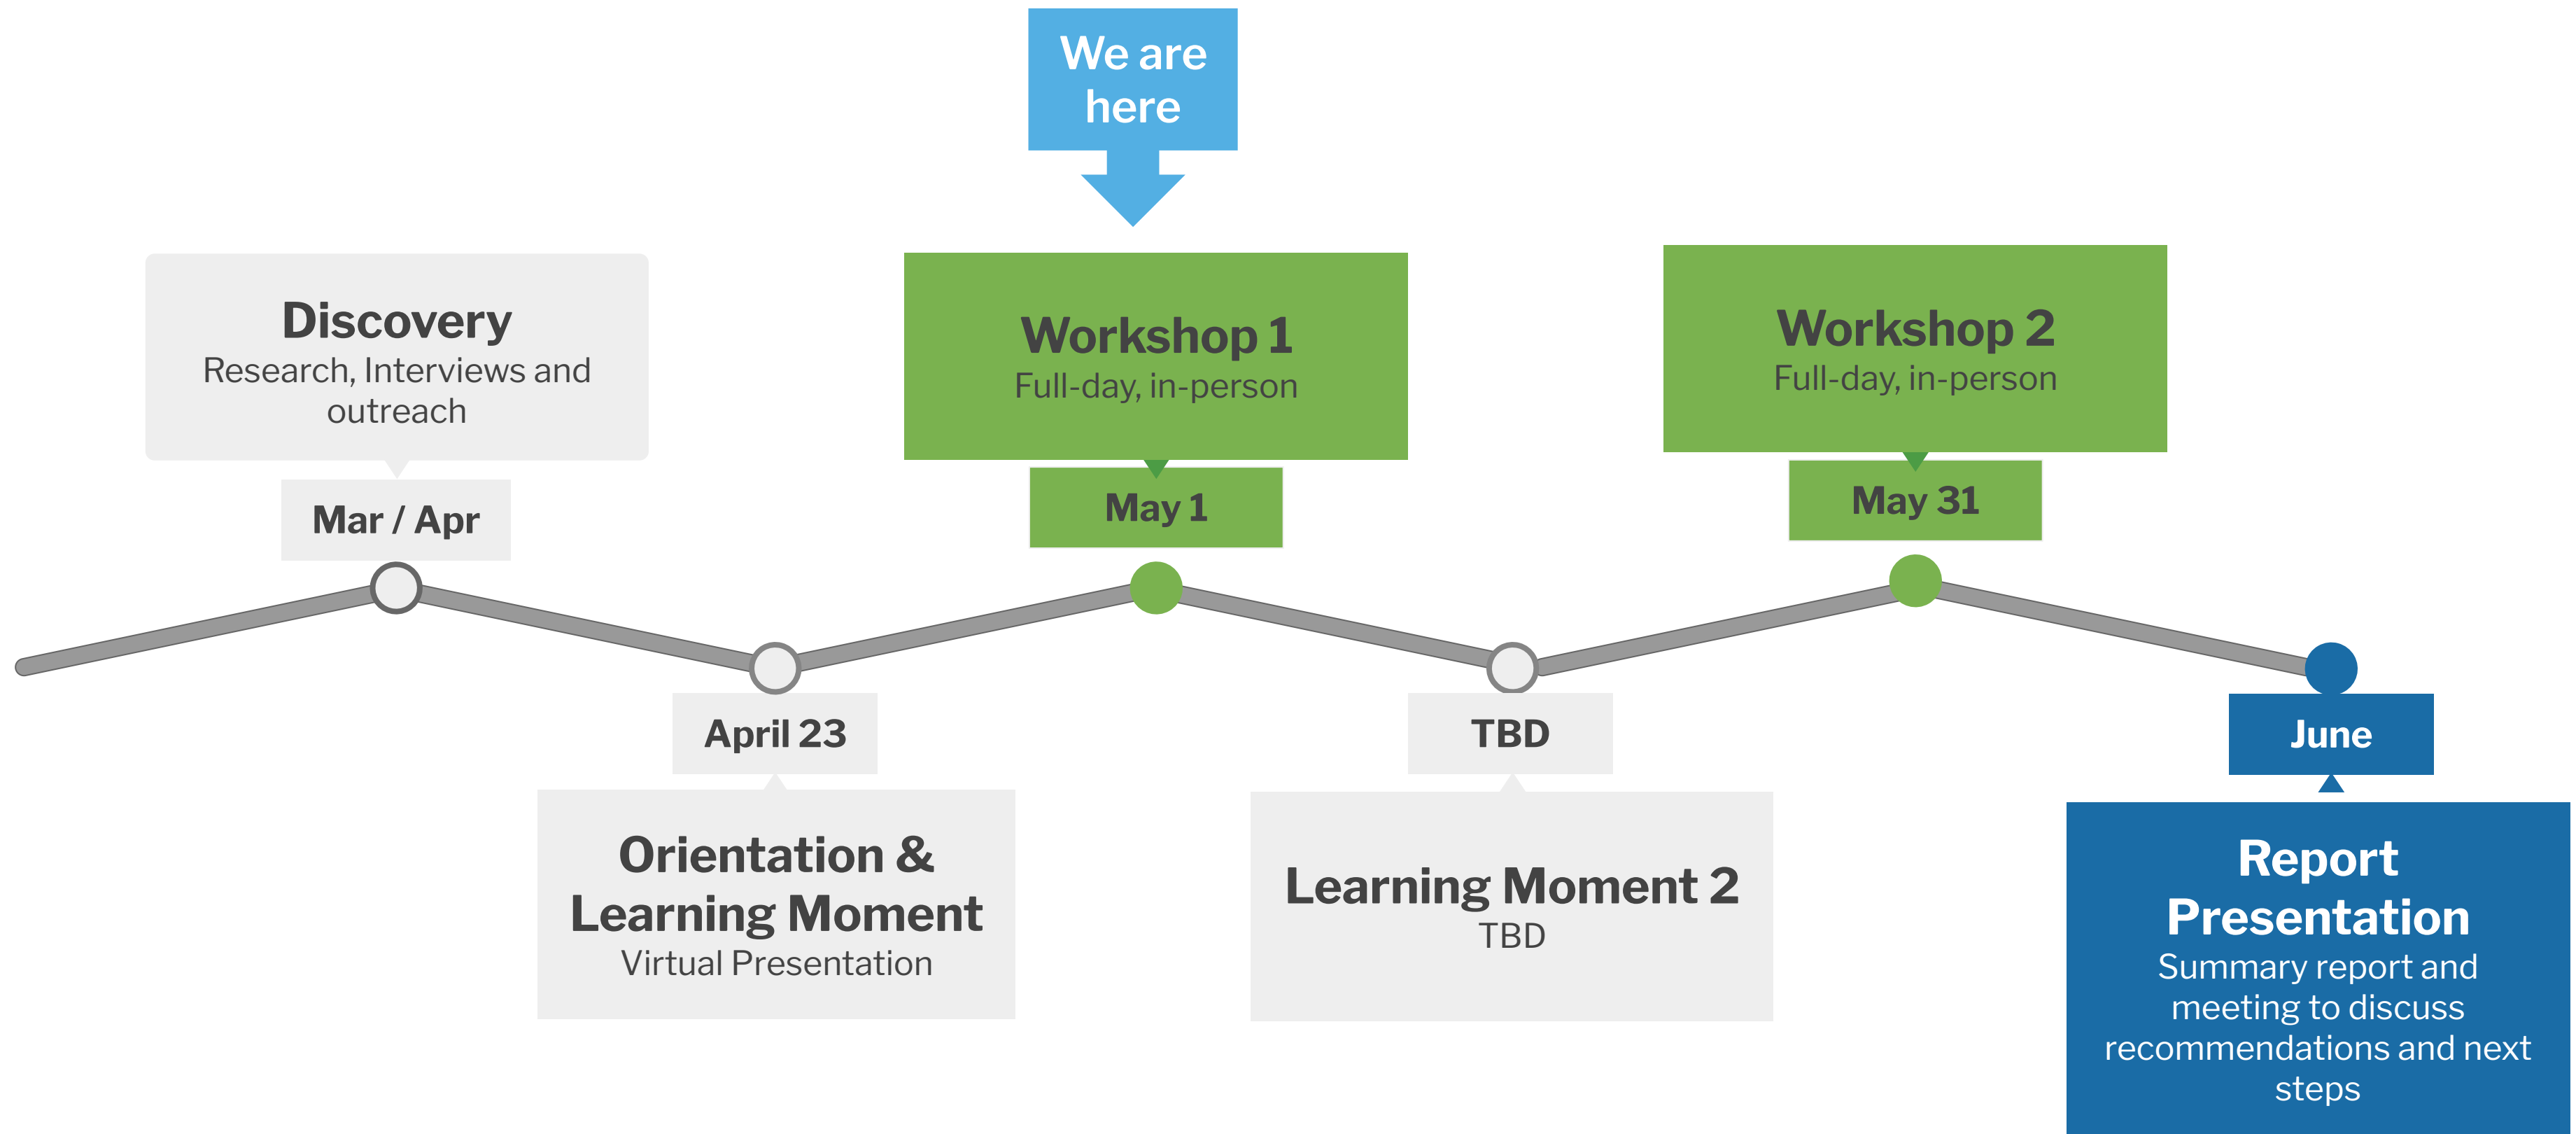 We are
here
Discovery
Research, Interviews and
outreach
Mar / Apr
April 23
Orientation &
Learning Moment
Virtual Presentation
Workshop 1
Full-day, in-person
May 1
TBD
Learning Moment 2
TBD
Workshop 2
Full-day, in-person
May 31
June
Report
Presentation
Summary report and
meeting to discuss
recommendations and next
steps